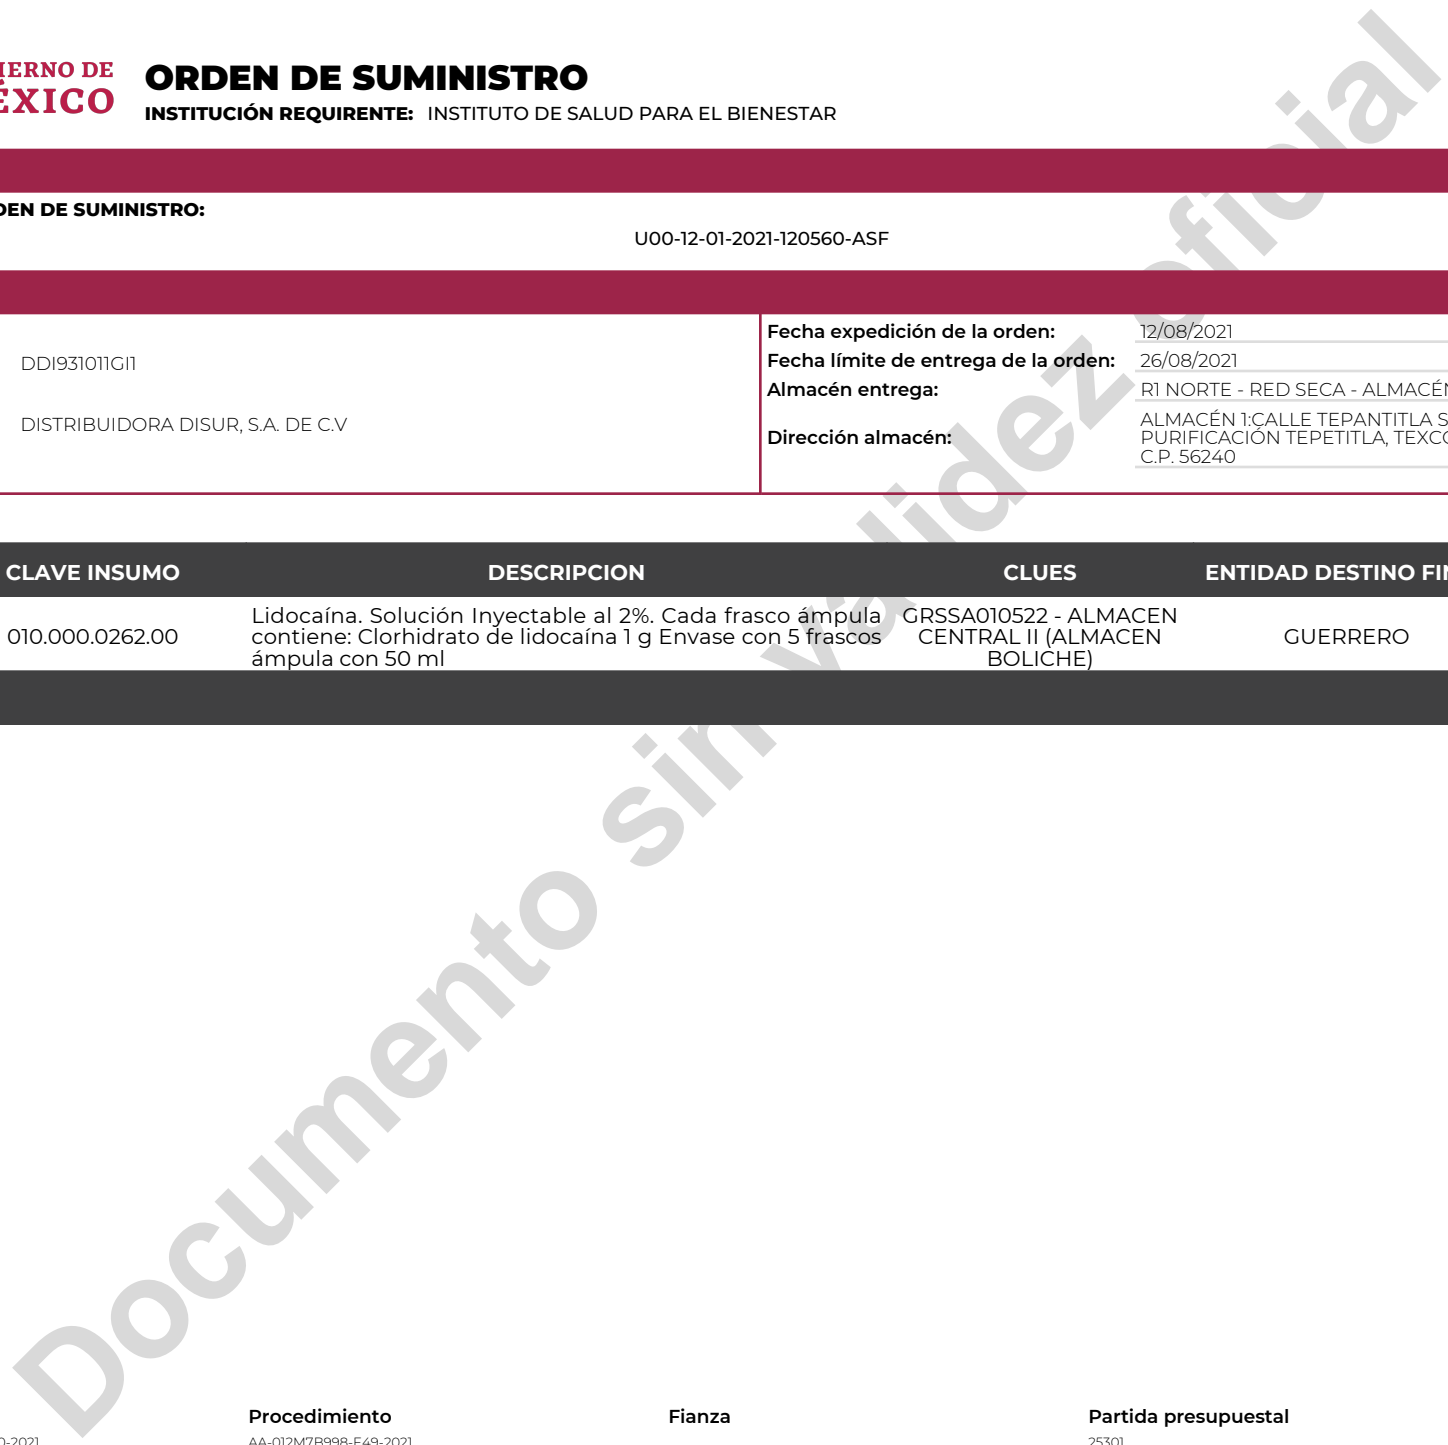 IERNO DE
ÉXICO
ORDEN DE SUMINISTRO
INSTITUCIÓN REQUIRENTE: INSTITUTO DE SALUD PARA EL BIENESTAR
DEN DE SUMINISTRO:
U00-12-01-2021-120560-ASF
DDI931011GI1
DISTRIBUIDORA DISUR, S.A. DE C.V
Fecha expedición de la orden: 12/08/2021
Fecha límite de entrega de la orden: 26/08/2021
Almacén entrega: R1 NORTE - RED SECA - ALMACÉN
Dirección almacén: ALMACÉN 1:CALLE TEPANTITLA S
PURIFICACIÓN TEPETITLA, TEXCO
C.P. 56240
CLAVE INSUMO DESCRIPCION CLUES ENTIDAD DESTINO FIN
010.000.0262.00
Lidocaína. Solución Inyectable al 2%. Cada frasco ámpula
contiene: Clorhidrato de lidocaína 1 g Envase con 5 frascos
ámpula con 50 ml
GRSSA010522 - ALMACEN
CENTRAL II (ALMACEN
BOLICHE)
GUERRERO
Documento sin validez oficial
Procedimiento Fianza Partida presupuestal
0-2021 AA-012M7B998-E49-2021 25301